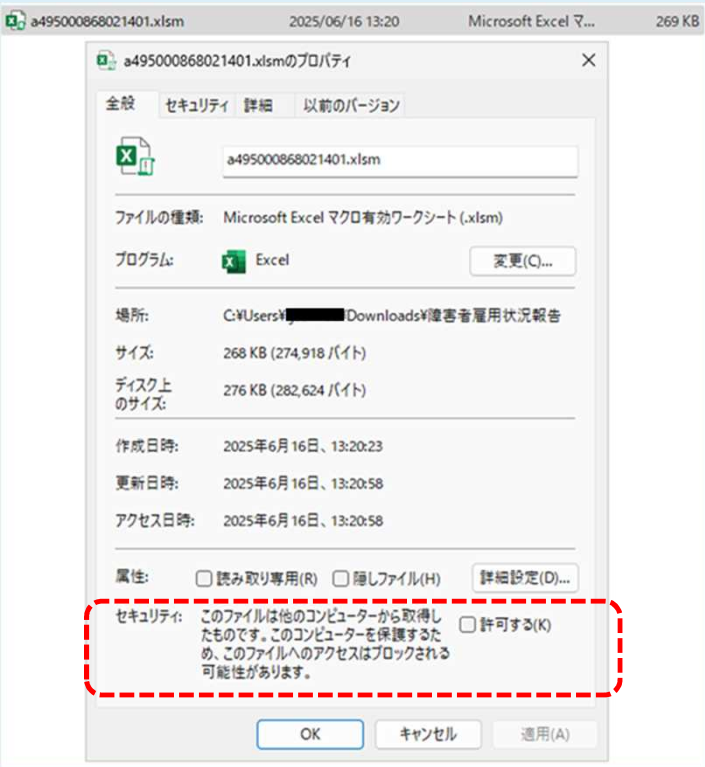 a495000868021401.xlsm 2025/06/16 13:20 Microsoft Excel マ... 269 KB
a495000868021401.xlsmのプロパティ
全般 セキュリティ 詳細 以前のバージョン
a495000868021401.xlsm
ファイルの種類: Microsoft Excel マクロ有効ワークシート (.xlsm)
プログラム: Excel 変更(C)...
場所: C:¥Users¥ Downloads¥障害者雇用状況報告
サイズ: 268 KB (274,918 バイト)
ディスク上
のサイズ: 276 KB (282,624 バイト)
作成日時: 2025年6月16日、13:20:23
更新日時: 2025年6月16日、13:20:58
アクセス日時: 2025年6月16日、13:20:58
属性: 読み取り専用(R) 隠しファイル(H) 詳細設定(D)...
セキュリティ: このファイルは他のコンピューターから取得し
たものです。このコンピューターを保護するた
め、このファイルへのアクセスはブロックされる
可能性があります。
許可する(K)
OK キャンセル 適用(A)